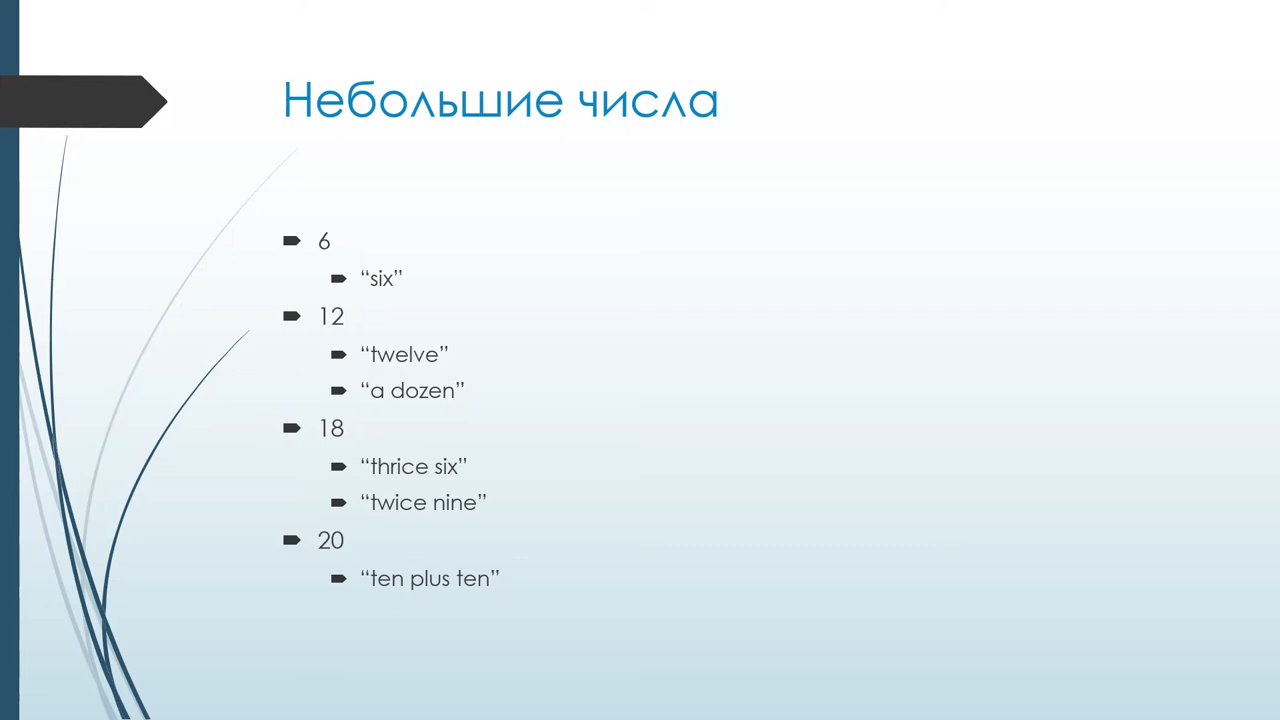 Небольшие числа
6
“six”
12
“twelve”
“a dozen”
18
“thrice six”
“twice nine”
20
“ten plus ten”